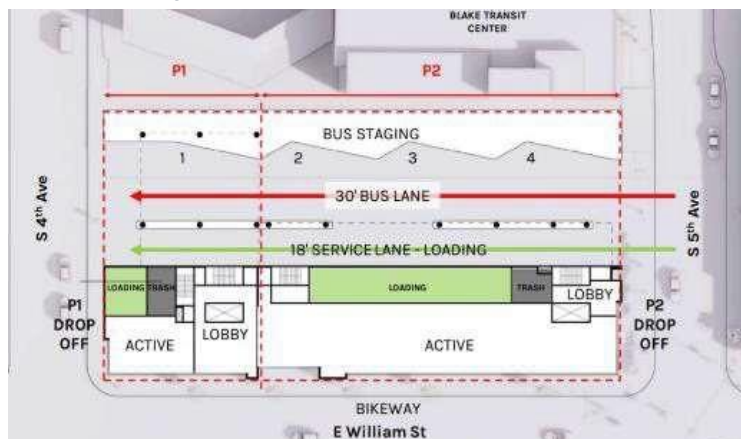 BLAKE TRANSIT
CENTER
P1
P2
BUS STAGING
1
2
3
4
S 4th Ave
30' BUS LANE
S 5th Ave
18' SERVICE LANE - LOADING
LOADING
TRASH
LOADING
TRASH
LOBBY
P1
DROP
OFF
LOBBY
ACTIVE
ACTIVE
P2
DROP
OFF
BIKEWAY
E William St